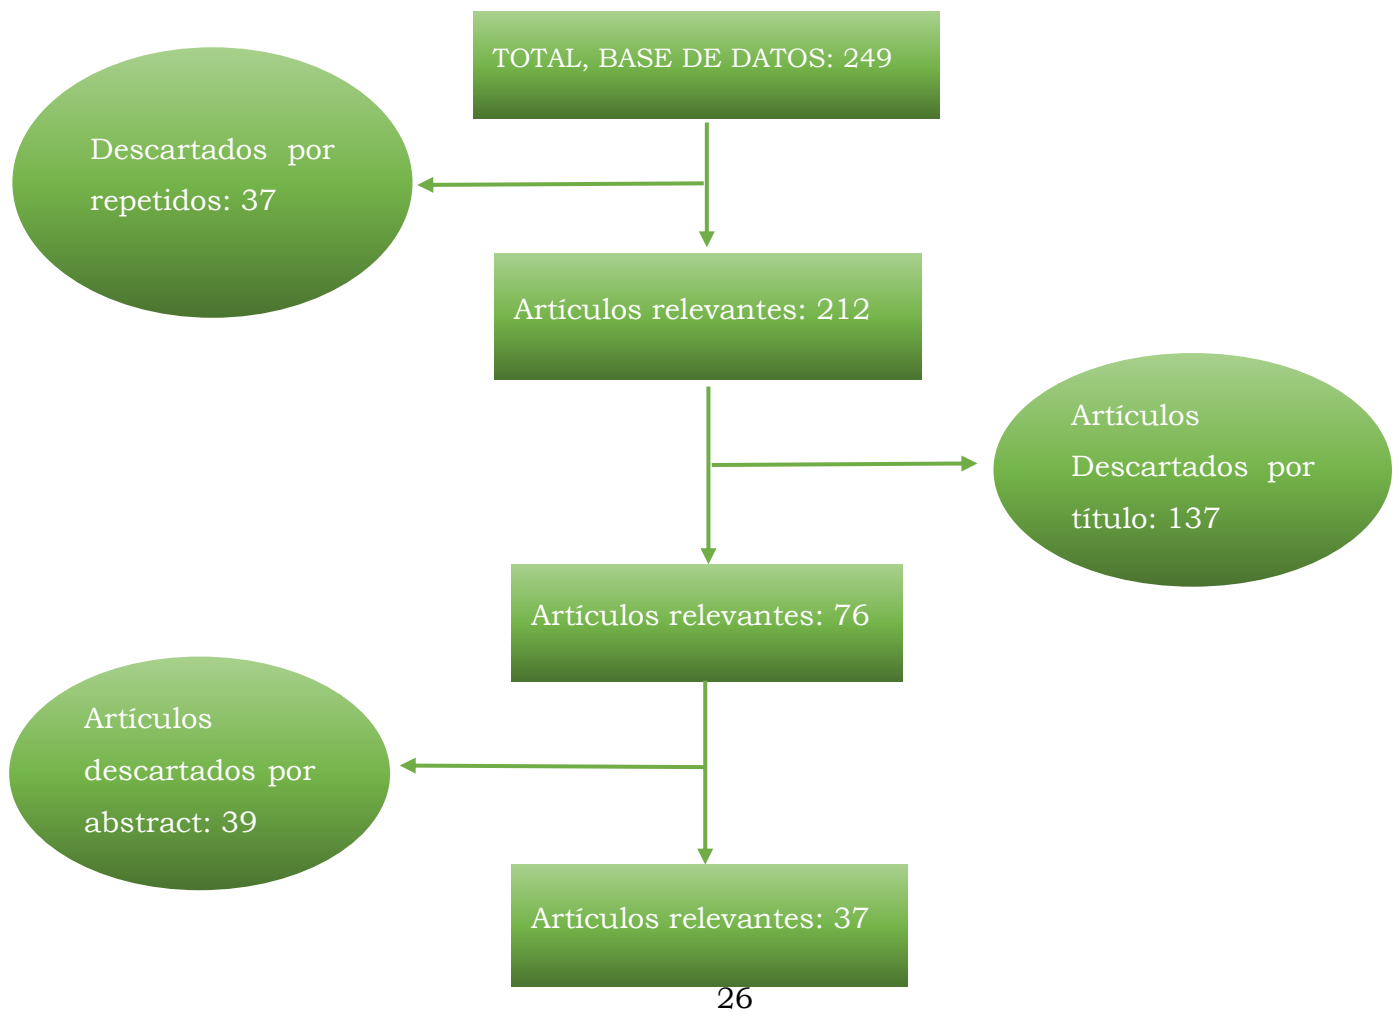 TOTAL, BASE DE DATOS: 249
Descartados por
repetidos: 37
Artículos relevantes: 212
Artículos
Descartados por
título: 137
Artículos relevantes: 76
Artículos
descartados por
abstract: 39
Artículos relevantes: 37
26